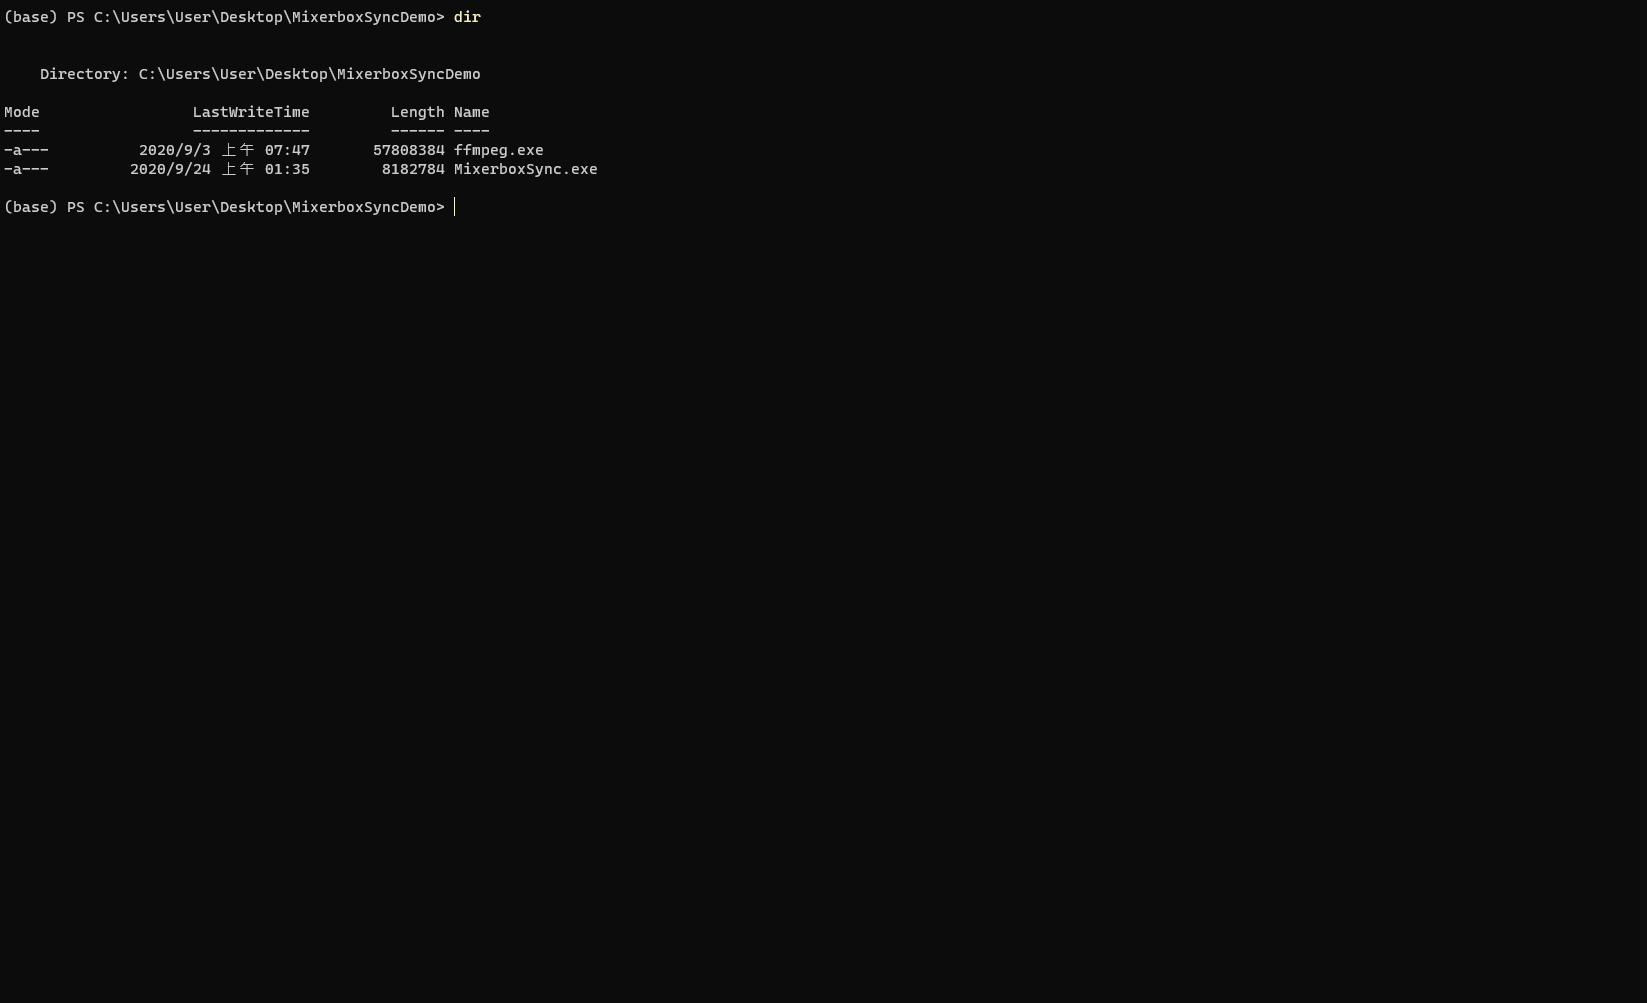 (base) PS C:\Users\User\Desktop\MixerboxSyncDemo> dir
Directory: C:\Users\User\Desktop\MixerboxSyncDemo
Mode                 LastWriteTime         Length Name
----                 -------------         ------ ----
-a---          2020/9/3 上午 07:47       57808384 ffmpeg.exe
-a---         2020/9/24 上午 01:35        8182784 MixerboxSync.exe
(base) PS C:\Users\User\Desktop\MixerboxSyncDemo>